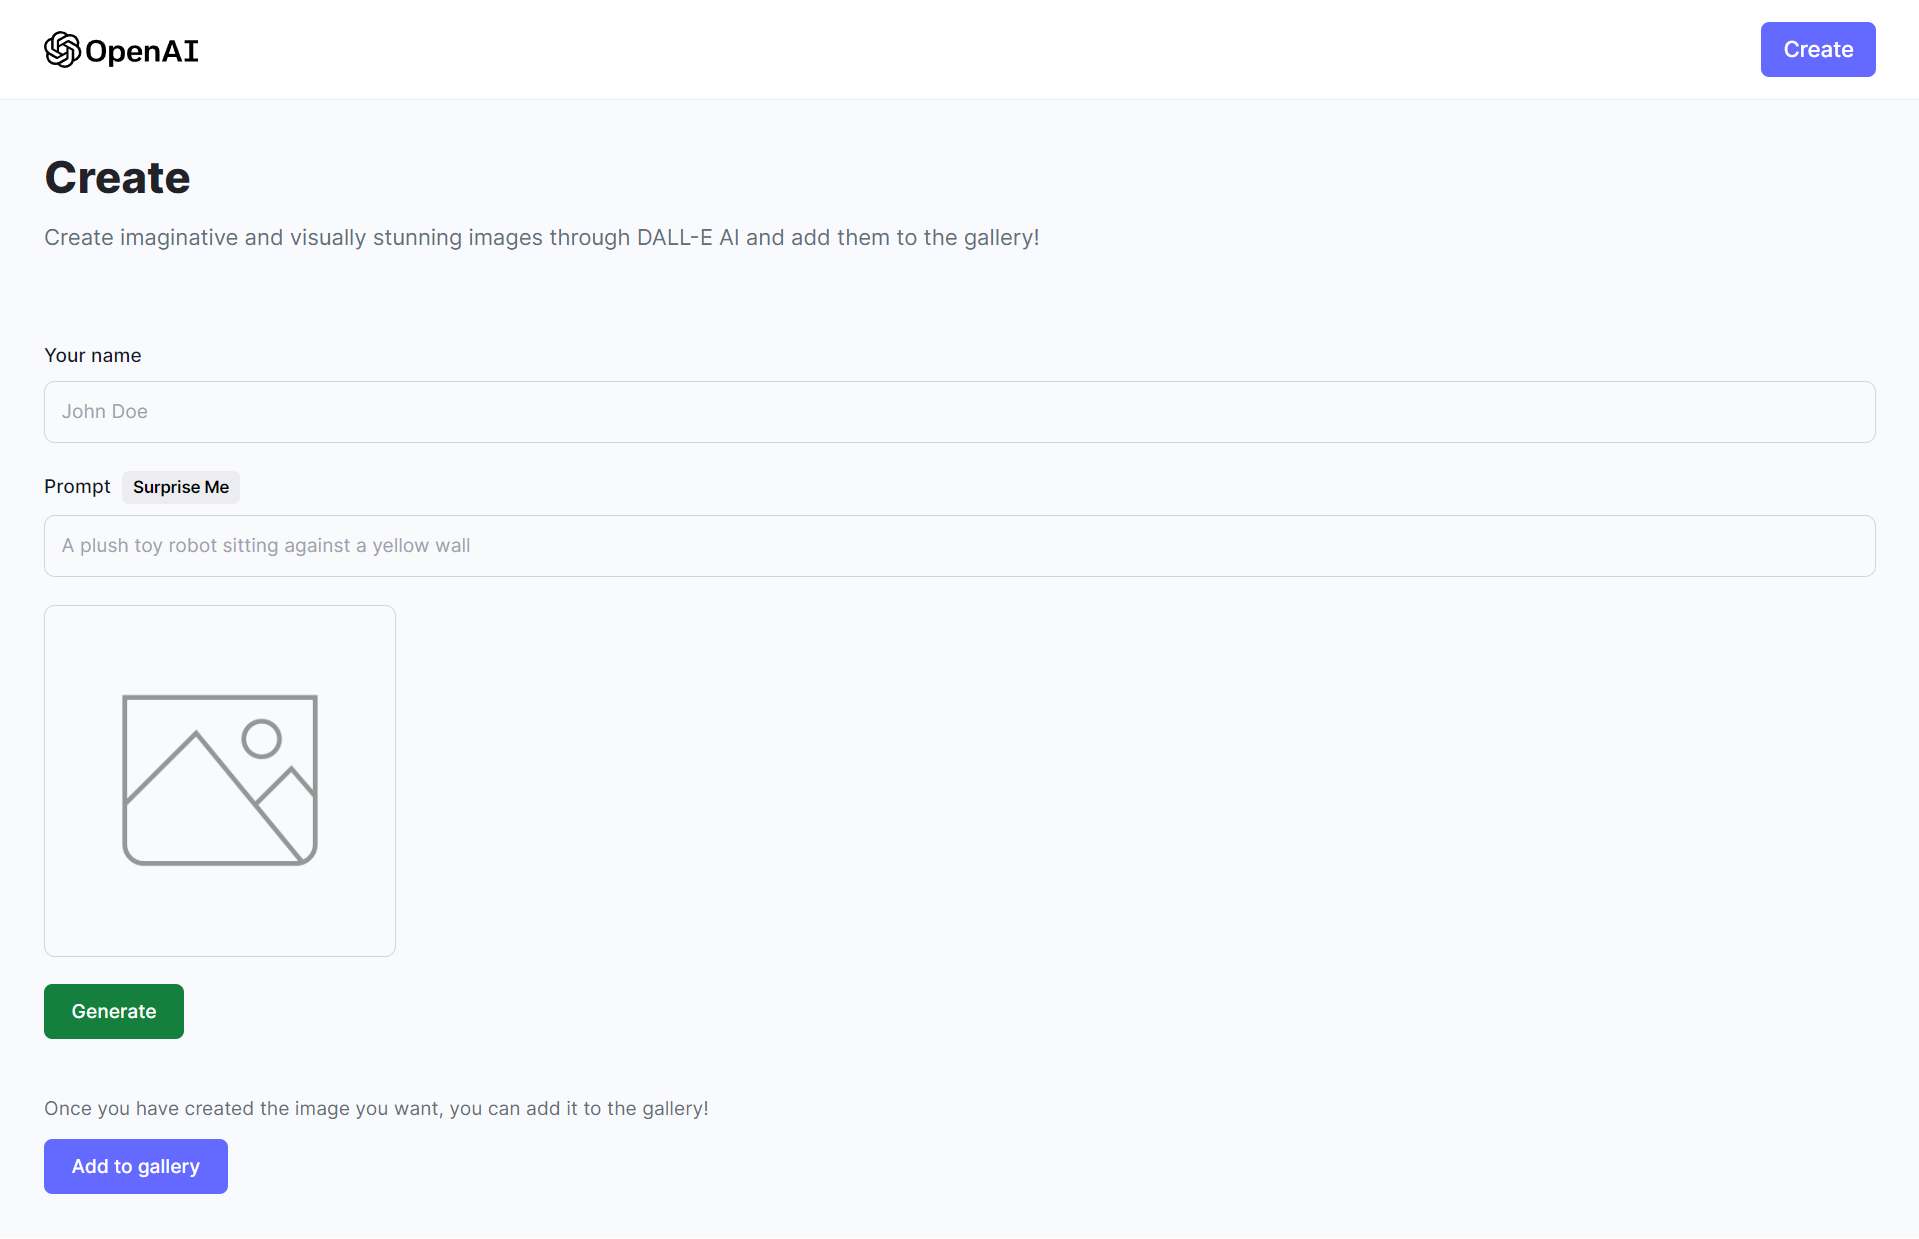 OpenAI
Create
Create
Create imaginative and visually stunning images through DALL-E AI and add them to the gallery!
Your name
John Doe
Prompt Surprise Me
A plush toy robot sitting against a yellow wall
Generate
Once you have created the image you want, you can add it to the gallery!
Add to gallery